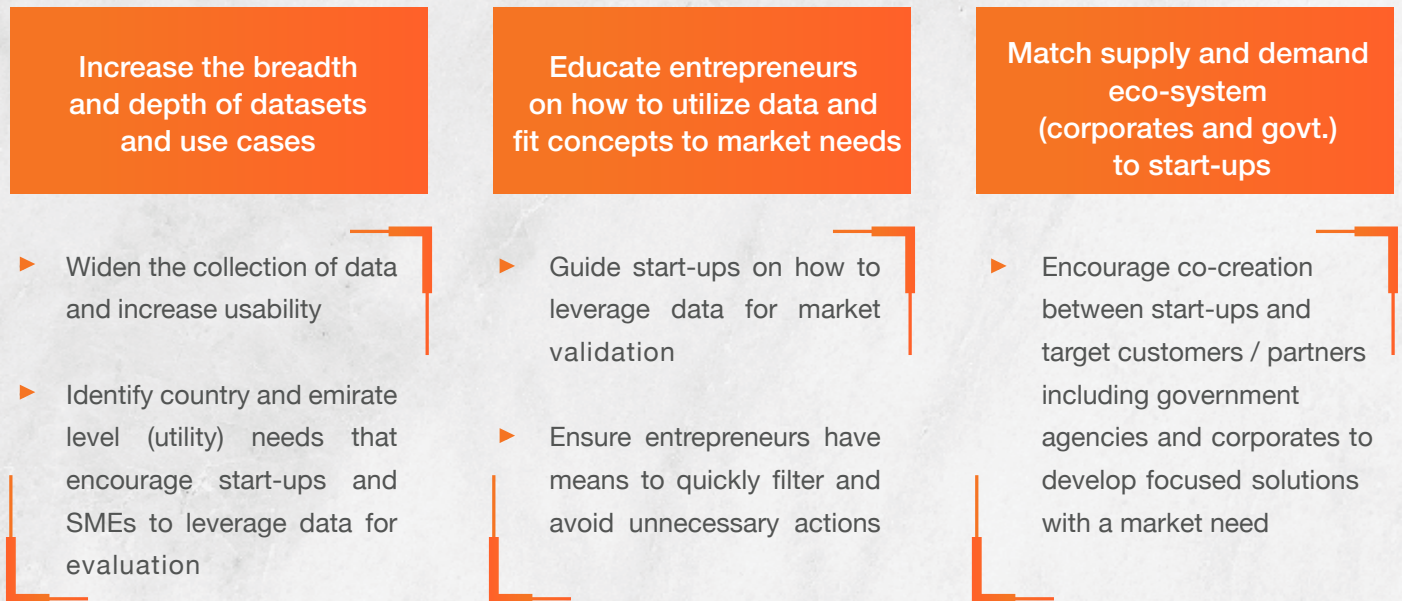 Increase the breadth
and depth of datasets
and use cases
Widen the collection of data
and increase usability
Identify country and emirate
level (utility) needs that
encourage start-ups and
SMEs to leverage data for
evaluation
Educate entrepreneurs
on how to utilize data and
fit concepts to market needs
Guide start-ups on how to
leverage data for market
validation
Ensure entrepreneurs have
means to quickly filter and
avoid unnecessary actions
Match supply and demand
eco-system
(corporates and govt.)
to start-ups
Encourage co-creation
between start-ups and
target customers / partners
including government
agencies and corporates to
develop focused solutions
with a market need